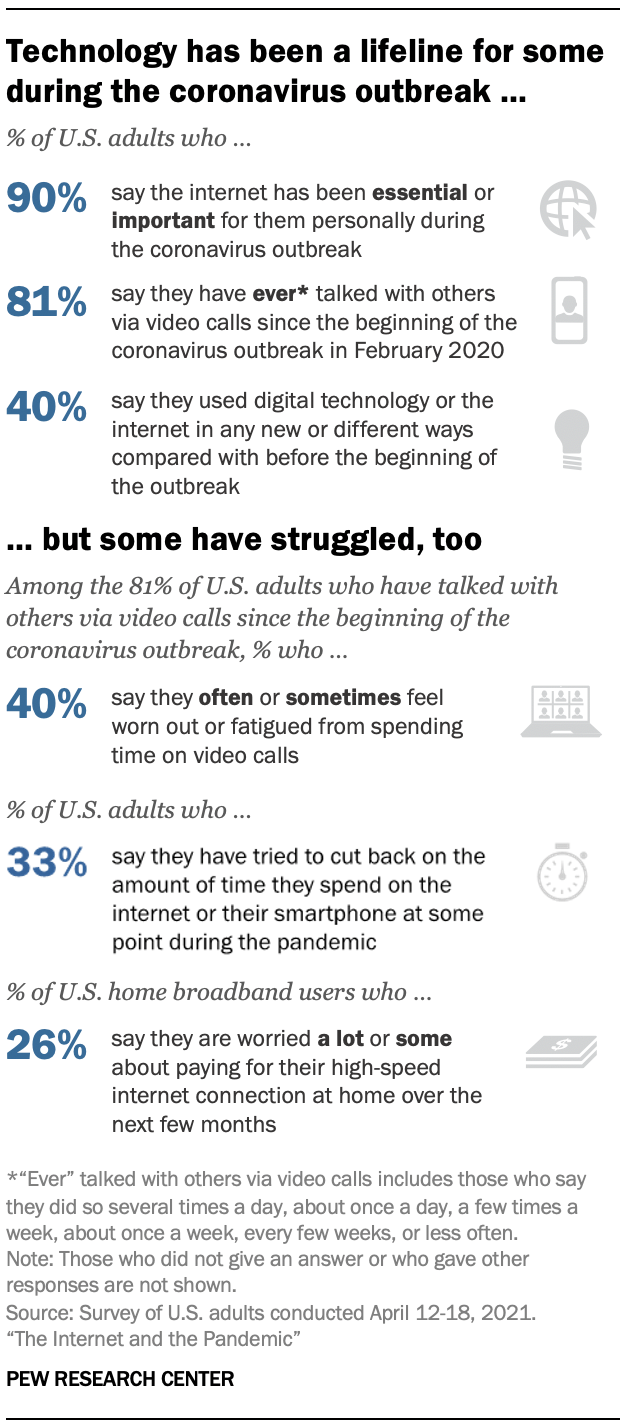 Technology has been a lifeline for some
during the coronavirus outbreak ...
% of U.S. adults who ...
90%
say the internet has been essential or
important for them personally during
the coronavirus outbreak
81%
say they have ever* talked with others
via video calls since the beginning of the
coronavirus outbreak in February 2020
40%
say they used digital technology or the
internet in any new or different ways
compared with before the beginning of
the outbreak
... but some have struggled, too
Among the 81% of U.S. adults who have talked with
others via video calls since the beginning of the
coronavirus outbreak, % who ...
40%
say they often or sometimes feel
worn out or fatigued from spending
time on video calls
% of U.S. adults who ...
33%
say they have tried to cut back on the
amount of time they spend on the
internet or their smartphone at some
point during the pandemic
% of U.S. home broadband users who ...
26%
say they are worried a lot or some
about paying for their high-speed
internet connection at home over the
next few months
$
*“Ever” talked with others via video calls includes those who say
they did so several times a day, about once a day, a few times a
week, about once a week, every few weeks, or less often.
Note: Those who did not give an answer or who gave other
responses are not shown.
Source: Survey of U.S. adults conducted April 12-18, 2021.
“The Internet and the Pandemic”
PEW RESEARCH CENTER